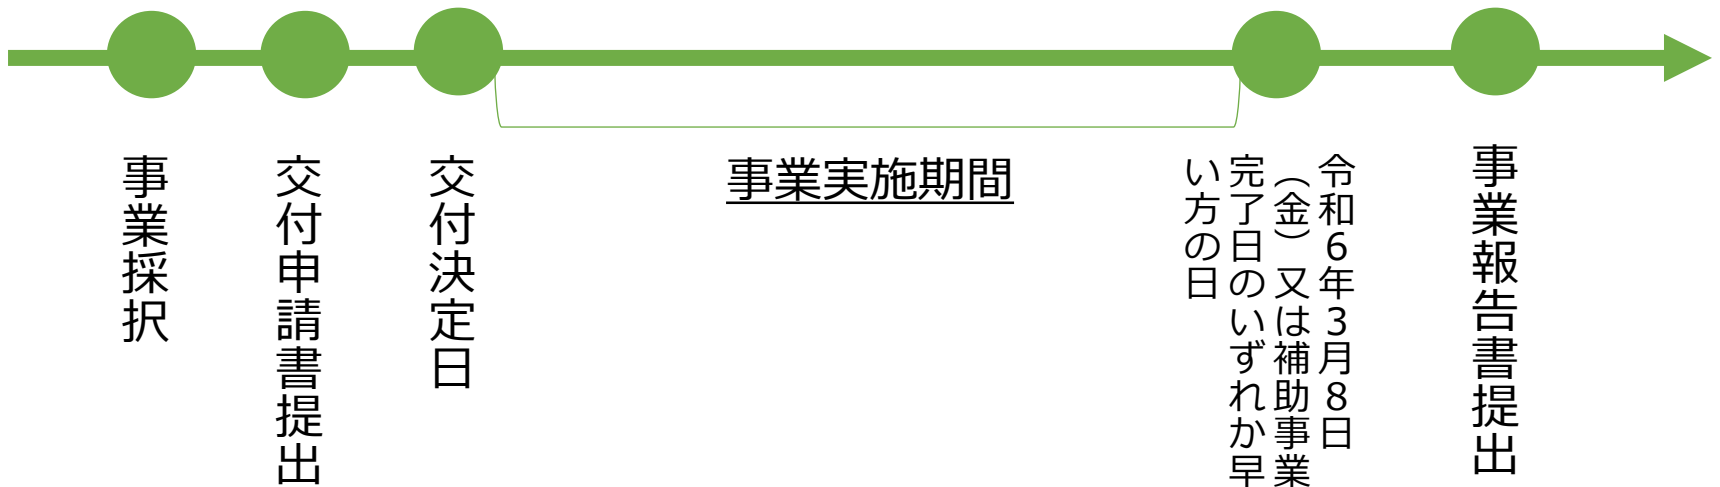 事業採択
交付申請書提出
交付決定日
事業実施期間
令和６年３月８日
（金）又は補助事業
完了日のいずれか早
い方の日
事業報告書提出